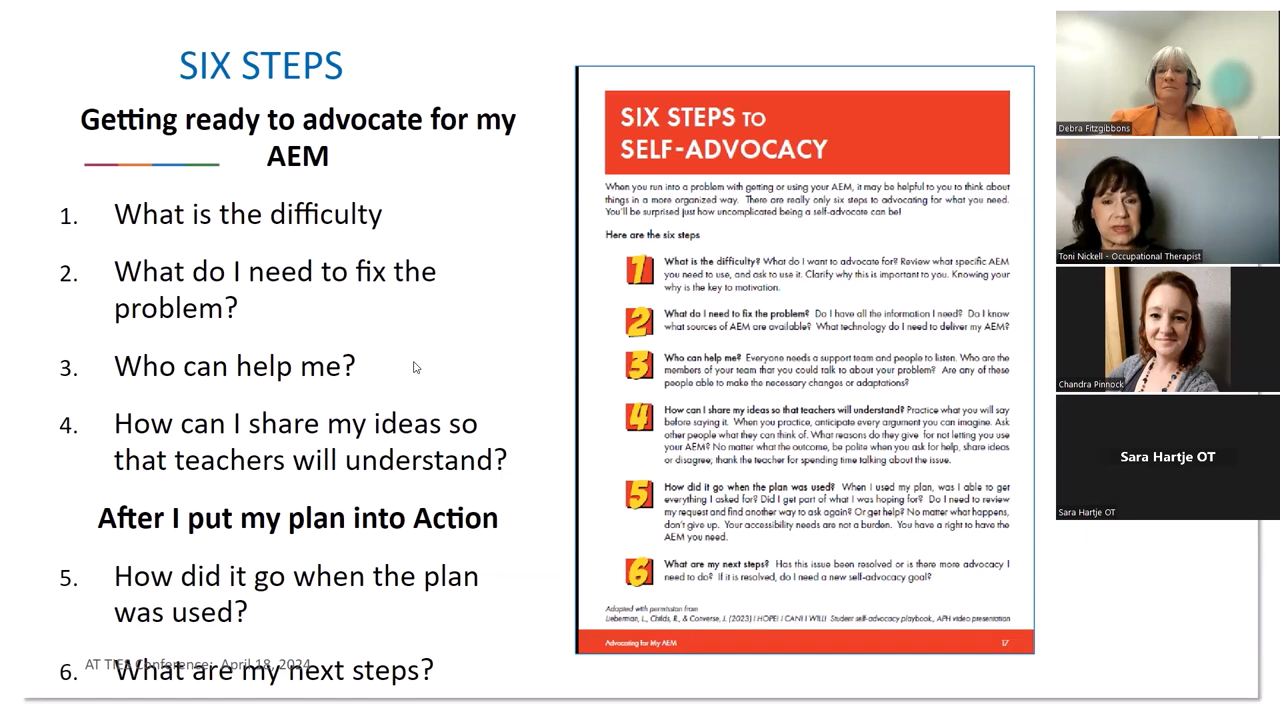 SIX STEPS
Getting ready to advocate for my
AEM
1. What is the difficulty
2. What do I need to fix the
problem?
3. Who can help me?
4. How can I share my ideas so
that teachers will understand?
After I put my plan into Action
5. How did it go when the plan
was used?
6. What are my next steps?
AT TIES Conference: April 18, 2024
SIX STEPS TO
SELF-ADVOCACY
When you run into a problem with getting or using your AEM, it may be helpful to you to think about
things in a more organized way. There are really only six steps to advocating for what you need.
You'll be surprised just how uncomplicated being a self-advocate can be!
Here are the six steps
1 What is the difficulty? What do I want to advocate for? Review what specific AEM
you need to use, and ask to use it. Clarify why this is important to you. Knowing your
why is the key to motivation.
2 What do I need to fix the problem? Do I have all the information I need? Do I know
what sources of AEM are available? What technology do I need to deliver my AEM?
3 Who can help me? Everyone needs a support team and people to listen. Who are the
members of your team that you could talk to about your problem? Are any of these
people able to make the necessary changes or adaptations?
4 How can I share my ideas so that teachers will understand? Practice what you will say
before saying it. When you practice, anticipate every argument you can imagine. Ask
other people what they can think of. What reasons do they give for not letting you use
your AEM? No matter what the outcome, be polite when you ask for help, share ideas
or disagree; thank the teacher for spending time talking about the issue.
5 How did it go when the plan was used? When I used my plan, was I able to get
everything I asked for? Did I get part of what I was hoping for? Do I need to review
my request and find another way to ask again? Or get help? No matter what happens,
don't give up. Your accessibility needs are not a burden. You have a right to have the
AEM you need.
6 What are my next steps? Has this issue been resolved or is there more advocacy I
need to do? If it is resolved, do I need a new self-advocacy goal?
Adapted with permission from
Lieberman, L., Childs, R., & Converse, J. (2023) I HOPE! I CAN! I WILL! Student self-advocacy playbook., APH video presentation
Advocating for My AEM 17
Debra Fitzgibbons
Toni Nickell - Occupational Therapist
Chandra Pinnock
Sara Hartje OT
Sara Hartje OT